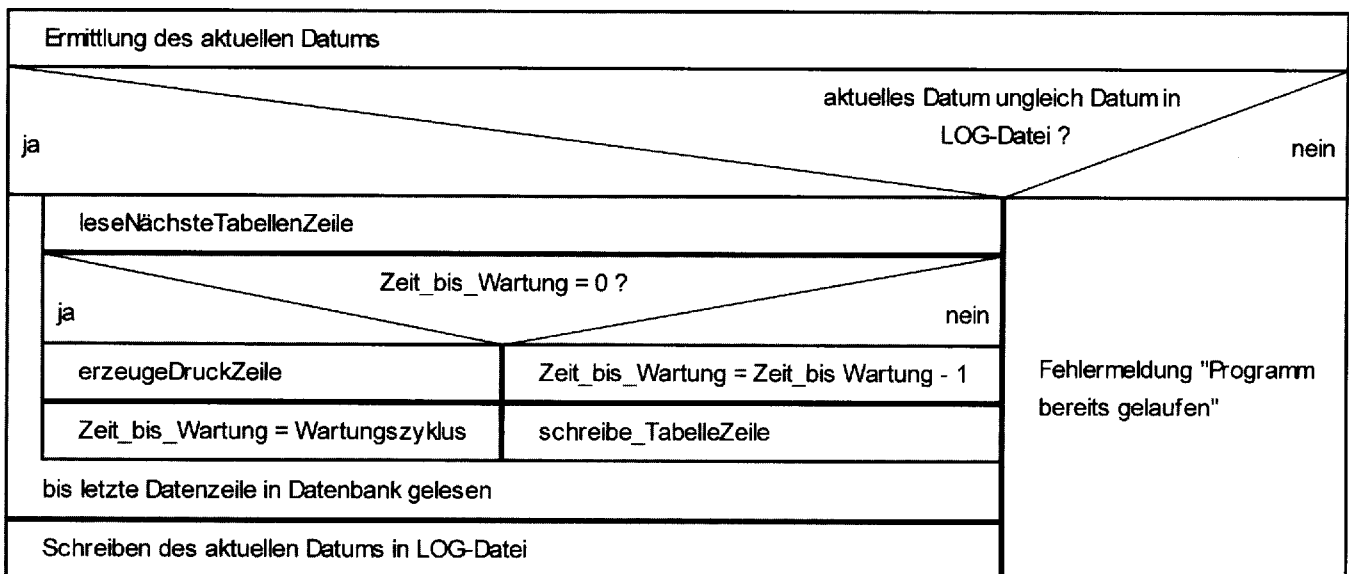 Ermittlung des aktuellen Datums
aktuelles Datum ungleich Datum in
LOG-Datei ?
ja
nein
leseNächsteTabellenZeile
Zeit_bis_Wartung = 0 ?
ja
nein
erzeugeDruckZeile
Zeit_bis_Wartung = Zeit_bis Wartung - 1
Fehlermeldung "Programm
bereits gelaufen"
Zeit_bis_Wartung = Wartungszyklus
schreibe_TabelleZeile
bis letzte Datenzeile in Datenbank gelesen
Schreiben des aktuellen Datums in LOG-Datei